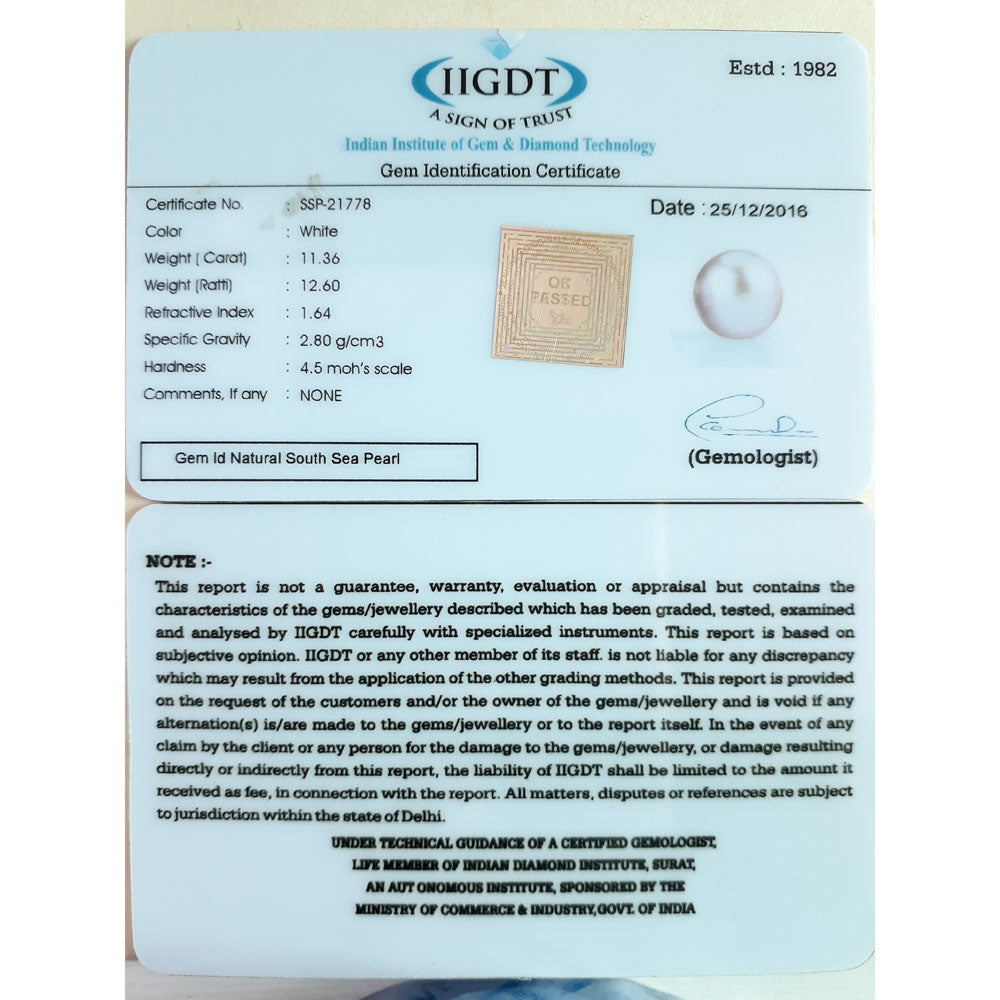 IIGDT
A SIGN OF TRUST
Indian Institute of Gem & Diamond Technology
Gem Identification Certificate
Estd : 1982
Certificate No. : SSP-21778
Color : White
Weight ( Carat) : 11.36
Weight (Ratti) : 12.60
Refractive Index : 1.64
Specific Gravity : 2.80 g/cm3
Hardness : 4.5 moh's scale
Comments, If any : NONE
Gem Id Natural South Sea Pearl
OK
TESTED
Date : 25/12/2016
(Gemologist)
NOTE :-
This report is not a guarantee, warranty, evaluation or appraisal but contains the
characteristics of the gems/jewellery described which has been graded, tested, examined
and analysed by IIGDT carefully with specialized instruments. This report is based on
subjective opinion. IIGDT or any other member of its staff. is not liable for any discrepancy
which may result from the application of the other grading methods. This report is provided
on the request of the customers and/or the owner of the gems/jewellery and is void if any
alternation(s) is/are made to the gems/jewellery or to the report itself. In the event of any
claim by the client or any person for the damage to the gems/jewellery, or damage resulting
directly or indirectly from this report, the liability of IIGDT shall be limited to the amount it
received as fee, in connection with the report. All matters, disputes or references are subject
to jurisdiction within the state of Delhi.
UNDER TECHNICAL GUIDANCE OF A CERTIFIED GEMOLOGIST,
LIFE MEMBER OF INDIAN DIAMOND INSTITUTE, SURAT,
AN AUT ONOMOUS INSTITUTE, SPONSORED BY THE
MINISTRY OF COMMERCE & INDUSTRY,GOVT. OF INDIA